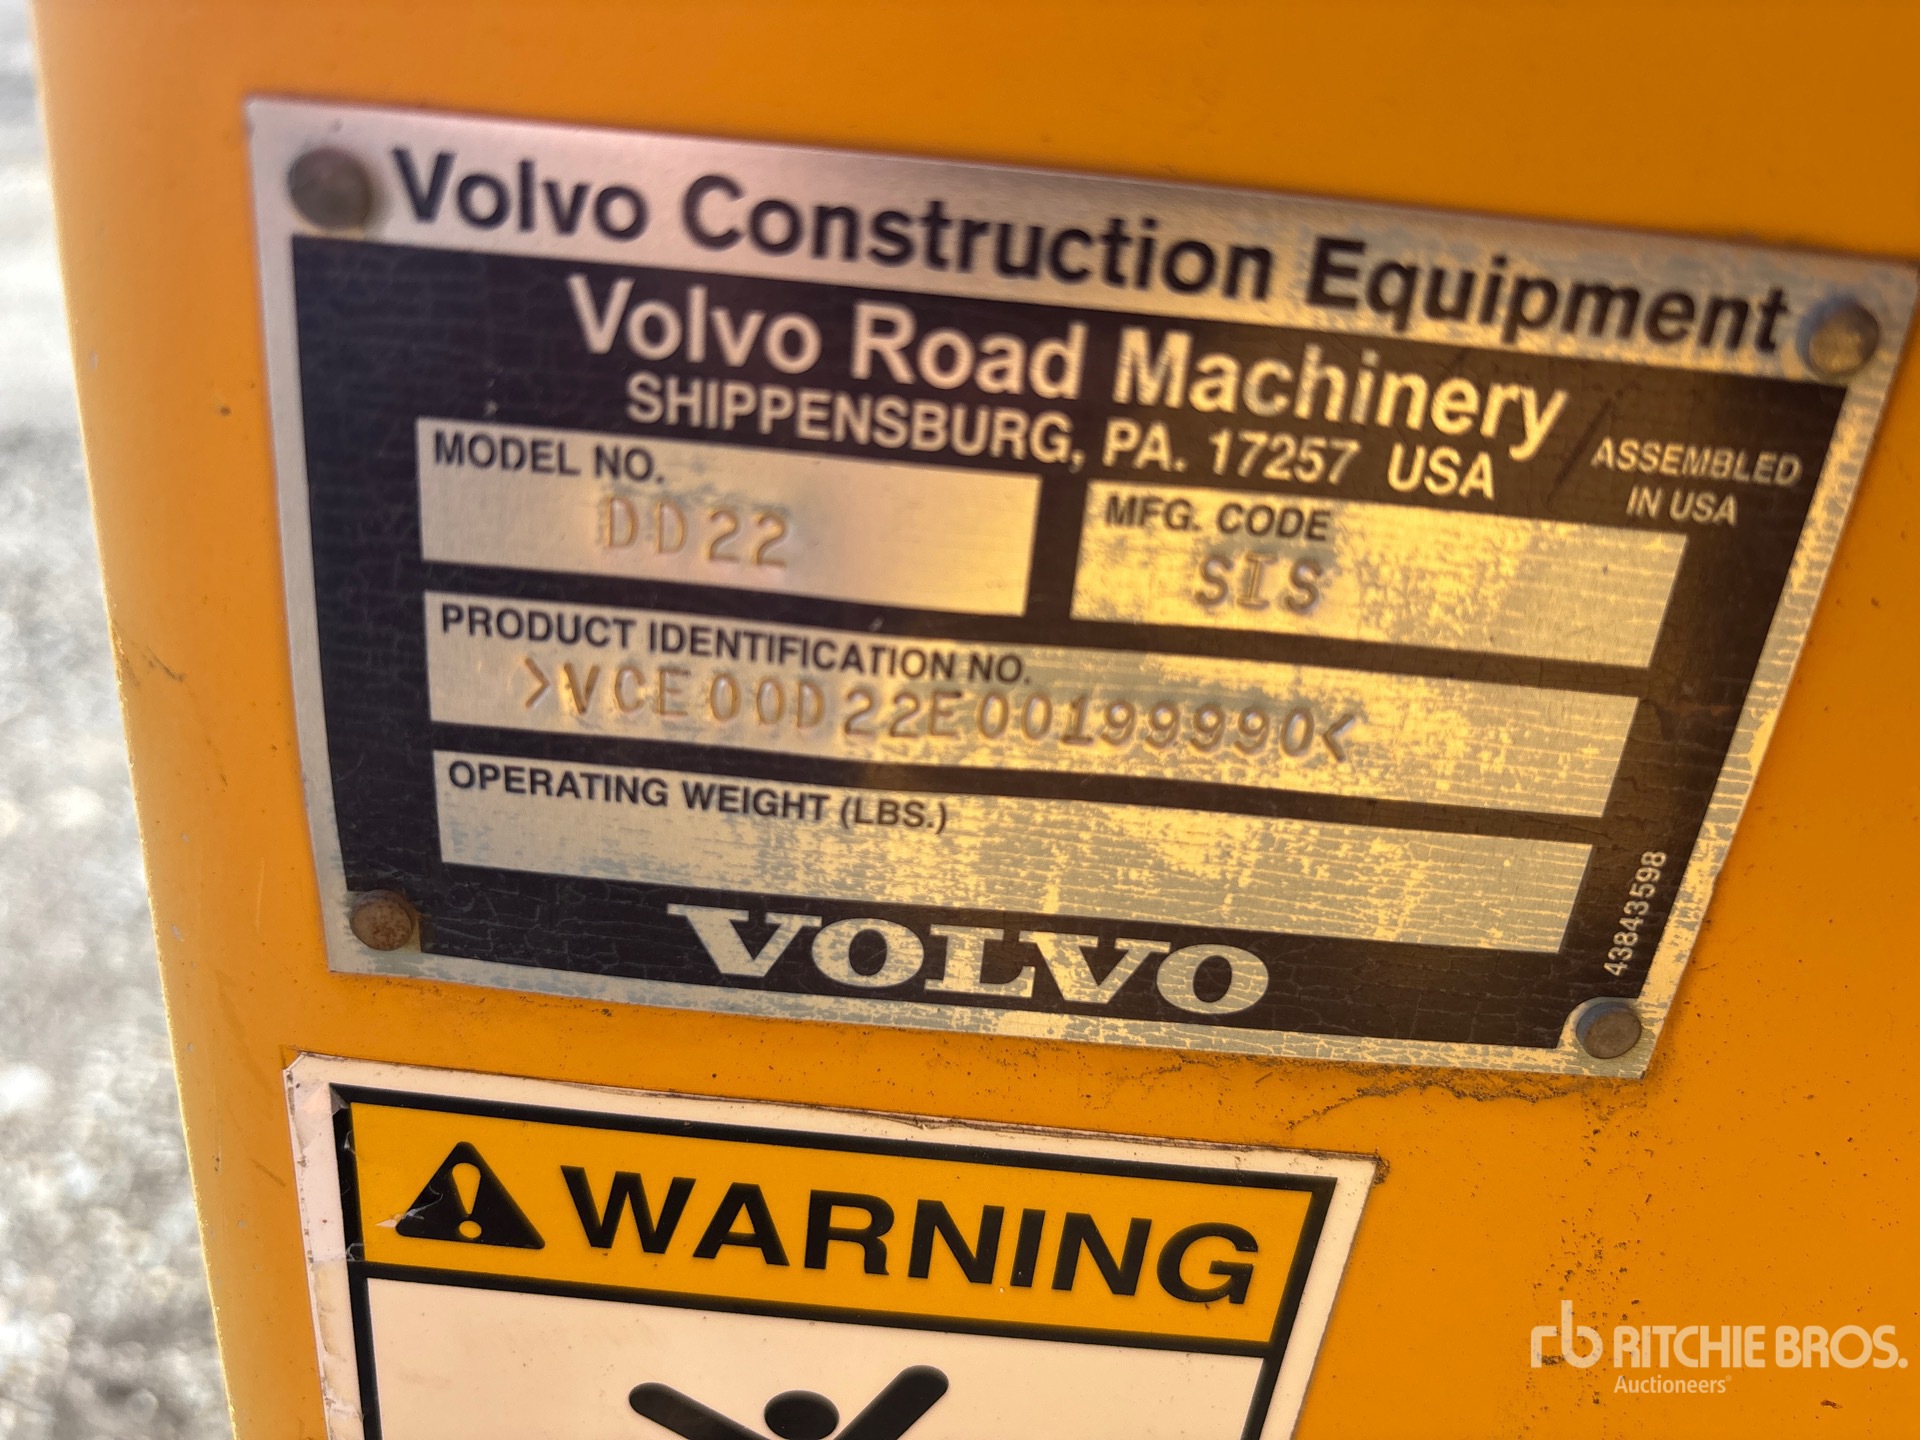 Volvo Construction Equipment
Volvo Road Machinery
SHIPPENSBURG, PA. 17257 USA
ASSEMBLED
IN USA
MODEL NO.
DD22
MFG. CODE
SIS
PRODUCT IDENTIFICATION NO.
>VCE00D22E00199990<
OPERATING WEIGHT (LBS.)
43843598
VOLVO
WARNING
rb RITCHIE BROS.
Auctioneers